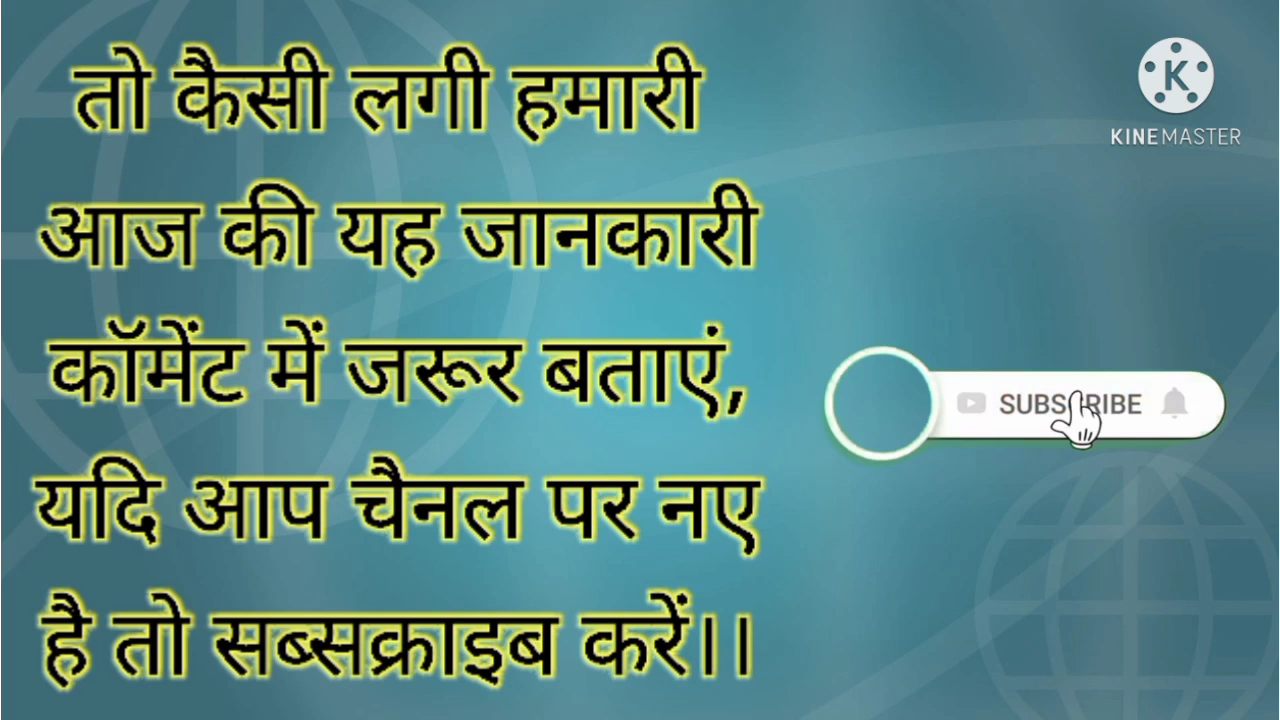 तो कैसी लगी हमारी
आज की यह जानकारी
कॉमेंट में जरूर बताएं,
यदि आप चैनल पर नए
है तो सब्सक्राइब करें।।
K
KINEMASTER
SUBSCRIBE